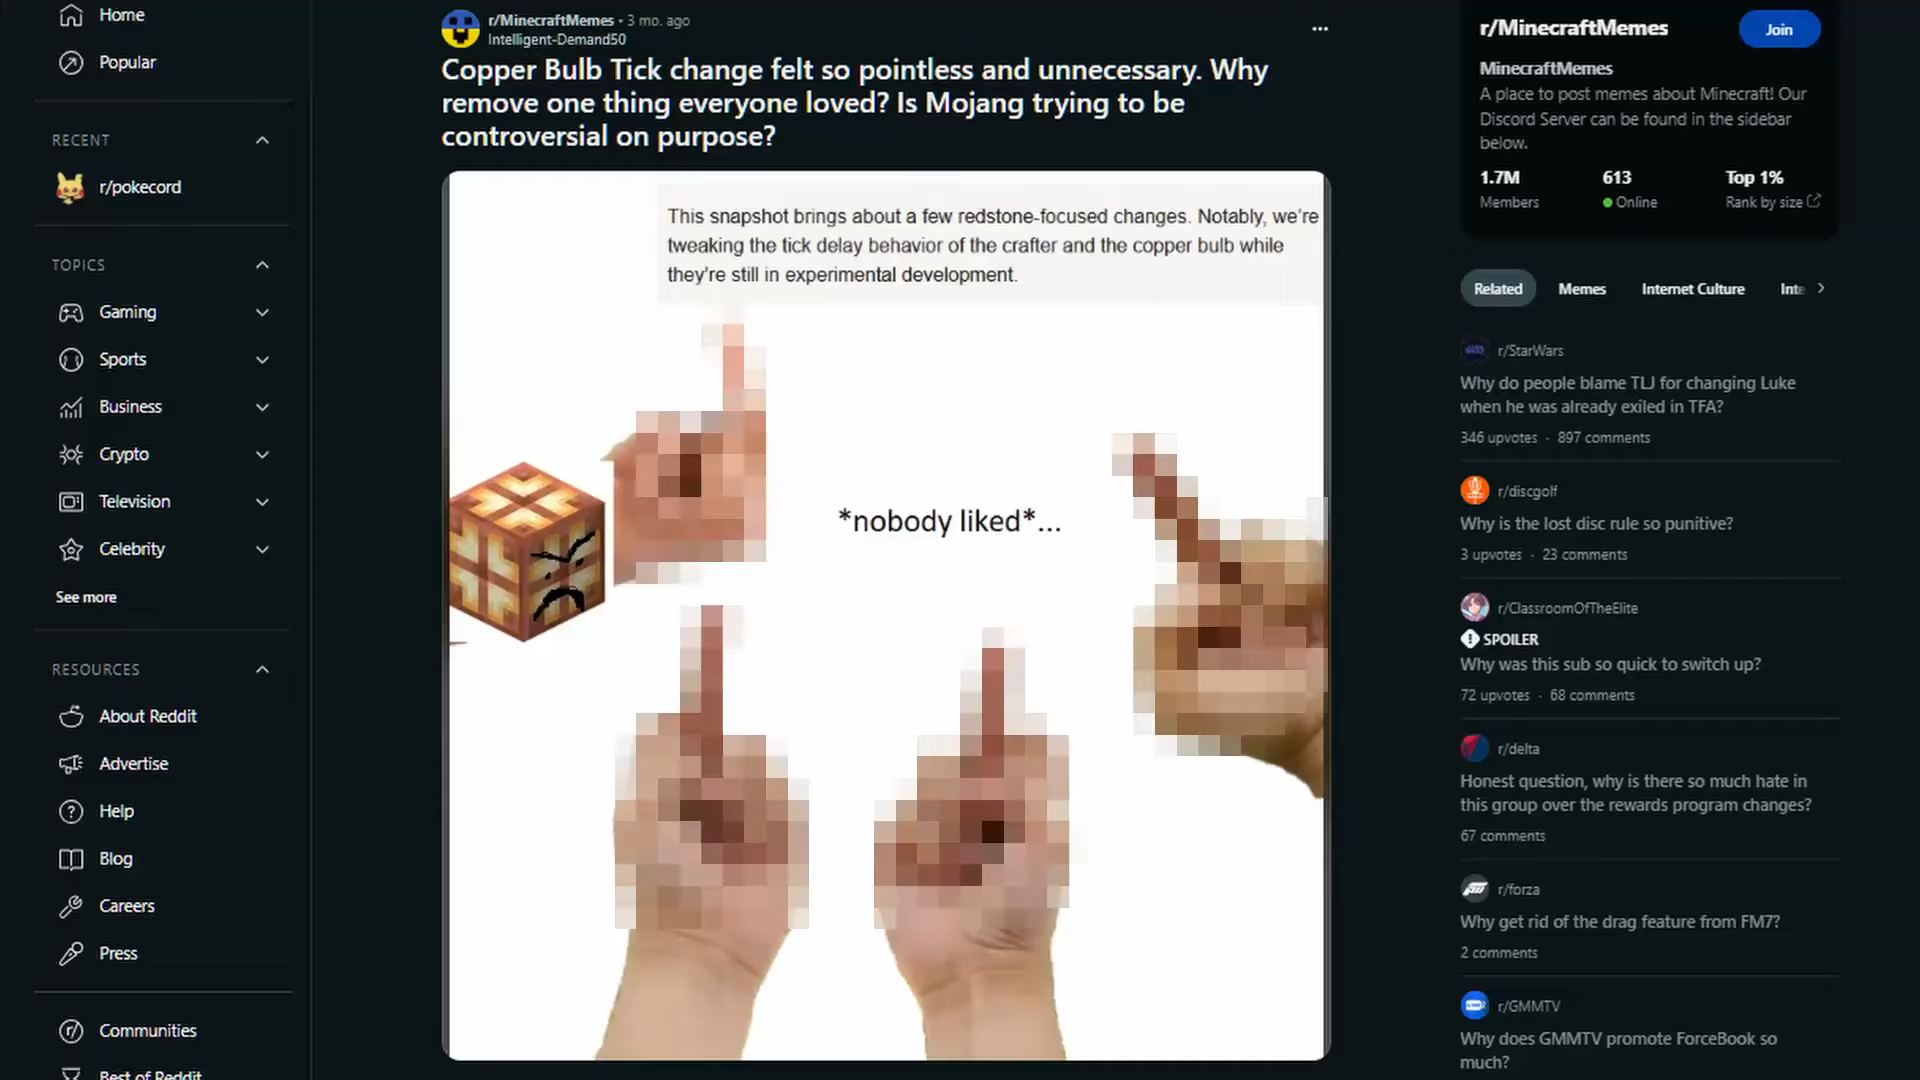 Home
Popular
RECENT
r/pokecord
TOPICS
Gaming
Sports
Business
Crypto
Television
Celebrity
See more
RESOURCES
About Reddit
Advertise
Help
Blog
Careers
Press
Communities
Best of Reddit
r/MinecraftMemes • 3 mo. ago
Intelligent-Demand50
Copper Bulb Tick change felt so pointless and unnecessary. Why
remove one thing everyone loved? Is Mojang trying to be
controversial on purpose?
This snapshot brings about a few redstone-focused changes. Notably, we're
tweaking the tick delay behavior of the crafter and the copper bulb while
they're still in experimental development.
*nobody liked*...
r/MinecraftMemes
Join
MinecraftMemes
A place to post memes about Minecraft! Our
Discord Server can be found in the sidebar
below.
1.7M 613 Top 1%
Members Online Rank by size
Related Memes Internet Culture Inte
r/StarWars
Why do people blame TLJ for changing Luke
when he was already exiled in TFA?
346 upvotes · 897 comments
r/discgolf
Why is the lost disc rule so punitive?
3 upvotes · 23 comments
r/ClassroomOfTheElite
SPOILER
Why was this sub so quick to switch up?
72 upvotes · 68 comments
r/delta
Honest question, why is there so much hate in
this group over the rewards program changes?
67 comments
r/forza
Why get rid of the drag feature from FM7?
2 comments
r/GMMTV
Why does GMMTV promote ForceBook so
much?